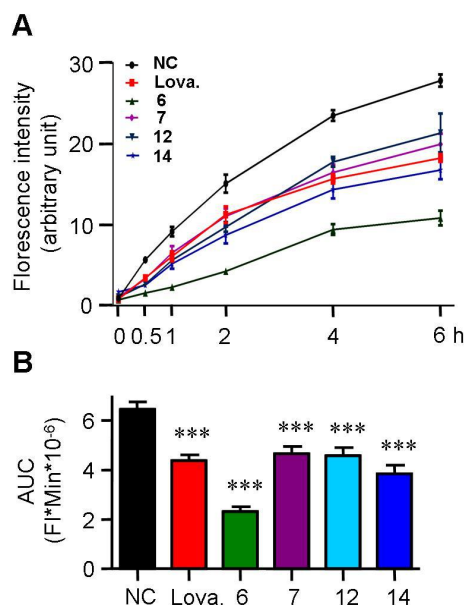 A
NC
Lova.
6
7
12
14
Florescence intensity
(arbitrary unit)
30
20
10
0
0 0.5 1 2 4 6 h
B
AUC
(FI*Min*10-6)
6
4
2
0
*** *** *** *** ***
NC Lova. 6 7 12 14